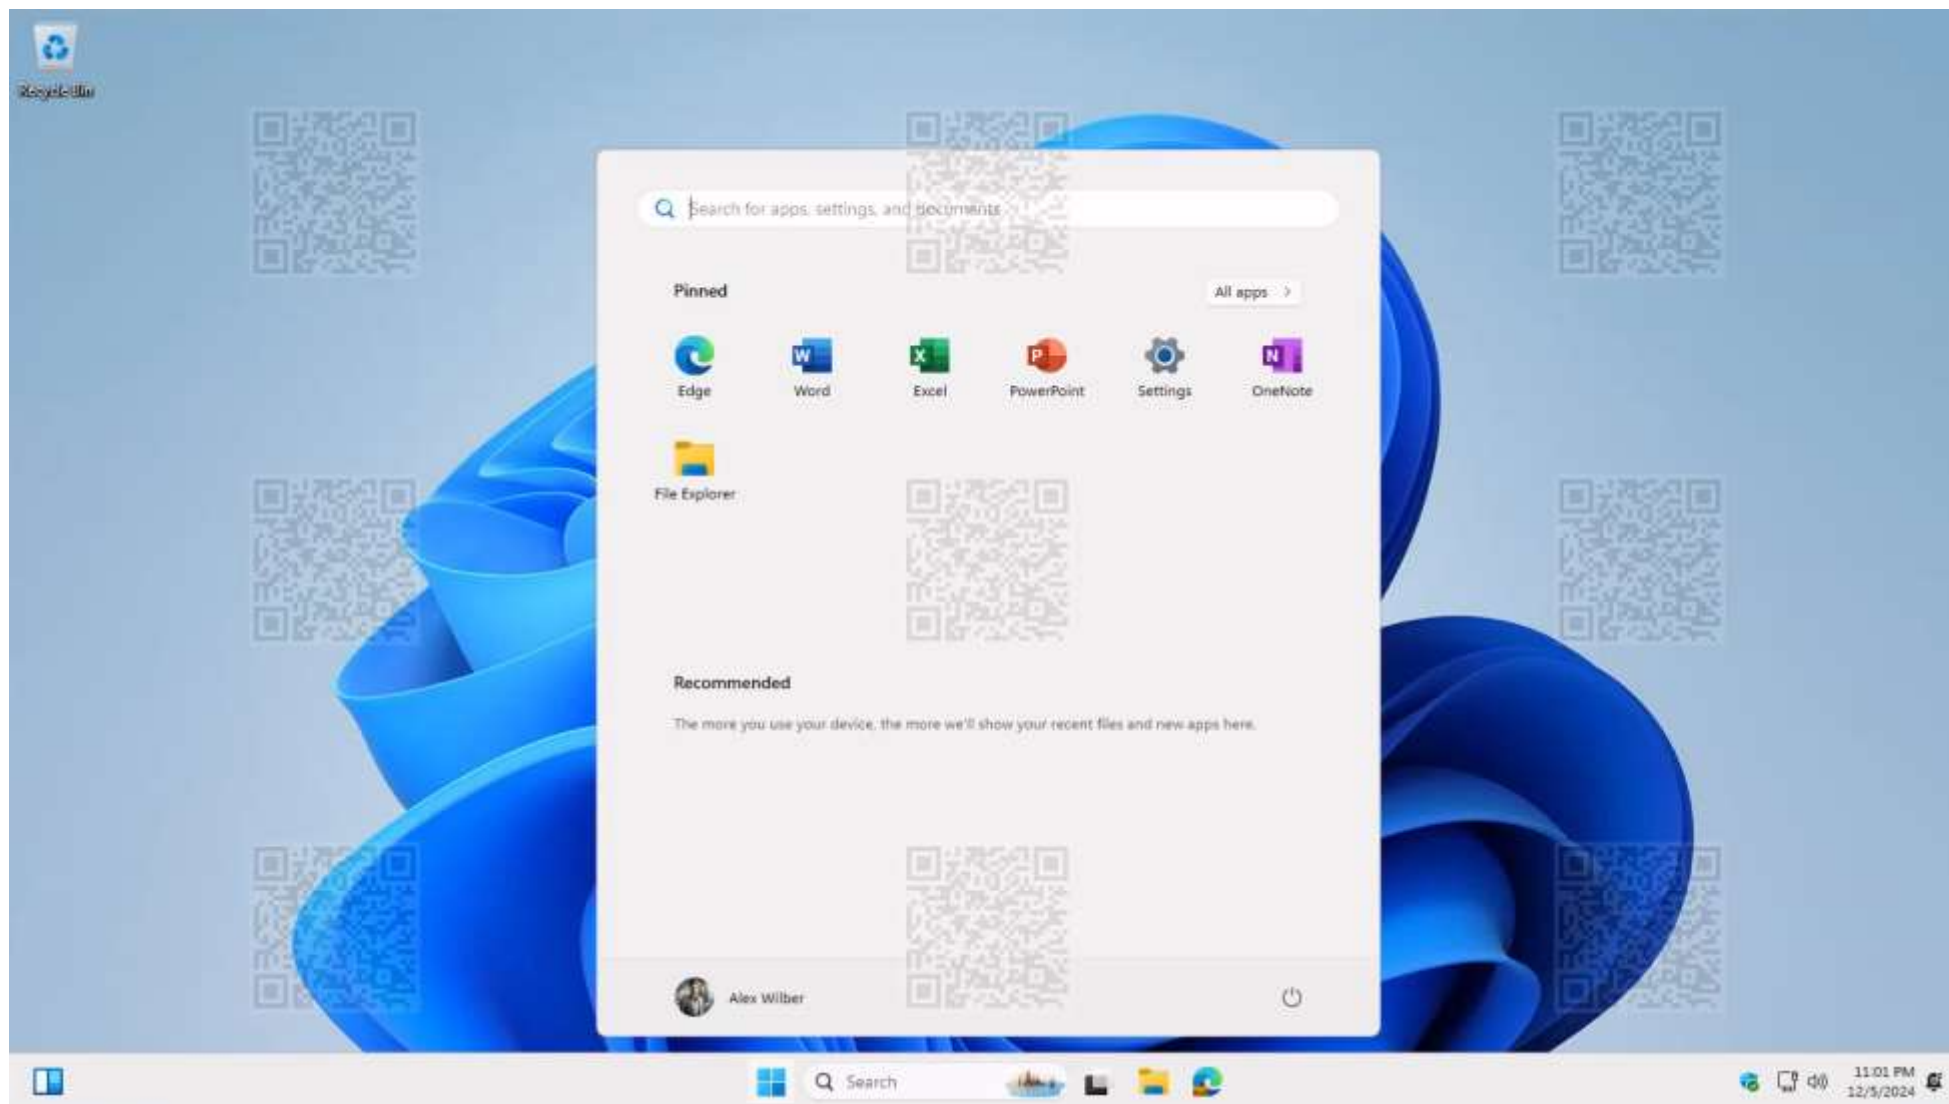 Recycle Bin
Search for apps, settings, and documents
Pinned
All apps
Edge
Word
Excel
PowerPoint
Settings
OneNote
File Explorer
Recommended
The more you use your device, the more we'll show your recent files and new apps here.
Alex Wilber
Search
11:01 PM
12/5/2024